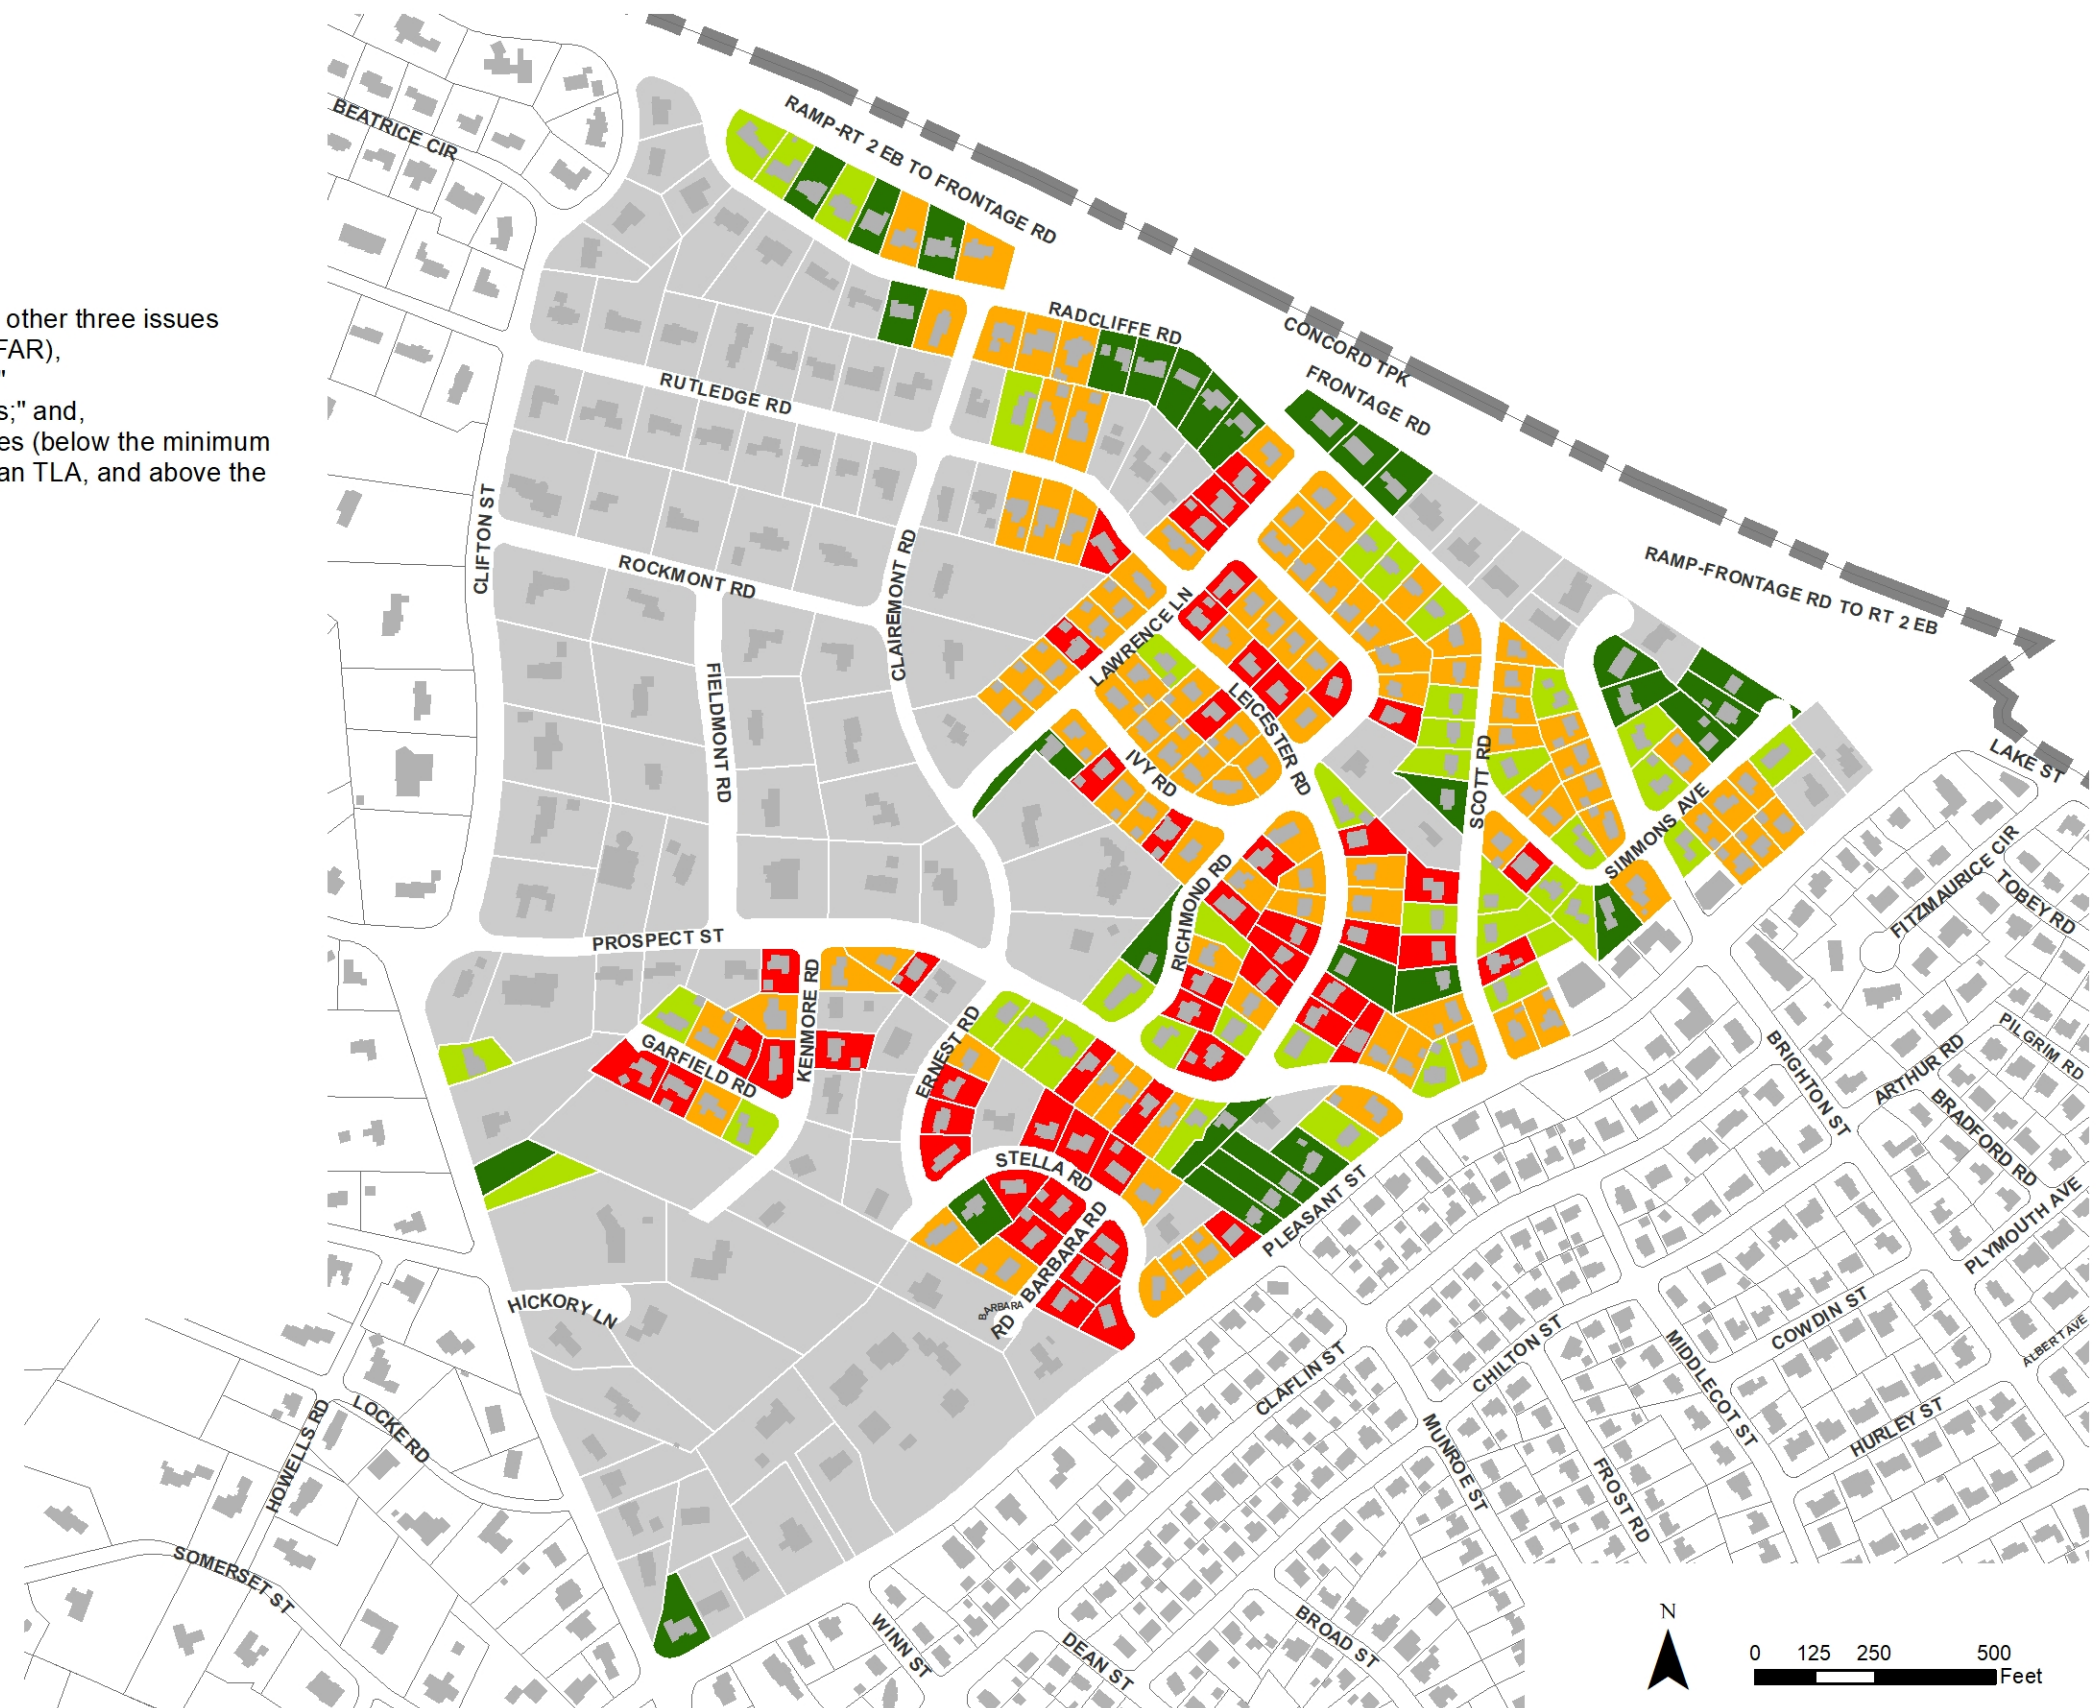 other three issues
FAR),
"
s;" and,
es (below the minimum
an TLA, and above the
BEATRICE CIR
RAMP-RT 2 EB TO FRONTAGE RD
RADCLIFFE RD
CONCORD TPK
FRONTAGE RD
RUTLEDGE RD
CLIFTON ST
ROCKMONT RD
CLAIREMONT RD
RAMP-FRONTAGE RD TO RT 2 EB
LAWRENCE LN
FIELDMONT RD
LEICESTER RD
IVY RD
SCOTT RD
LAKE ST
SIMMONS AVE
FITZMAURICE CIR
TOBEY RD
RICHMOND RD
PROSPECT ST
KENMORE RD
ERNEST RD
GARFIELD RD
BRIGHTON ST
ARTHUR RD
PILGRIM RD
BRADFORD RD
STELLA RD
PLYMOUTH AVE
PLEASANT ST
BARBARA RD
BARBARA
RD
HICKORY LN
CHILTON ST
COWDIN ST
ALBERT AVE
MIDDLECOT ST
CLAFLIN ST
LOCKE RD
HOWELLS RD
HURLEY ST
MUNROE ST
FROST RD
SOMERSET ST
WINN ST
DEAN ST
BROAD ST
N
0 125 250 500
Feet